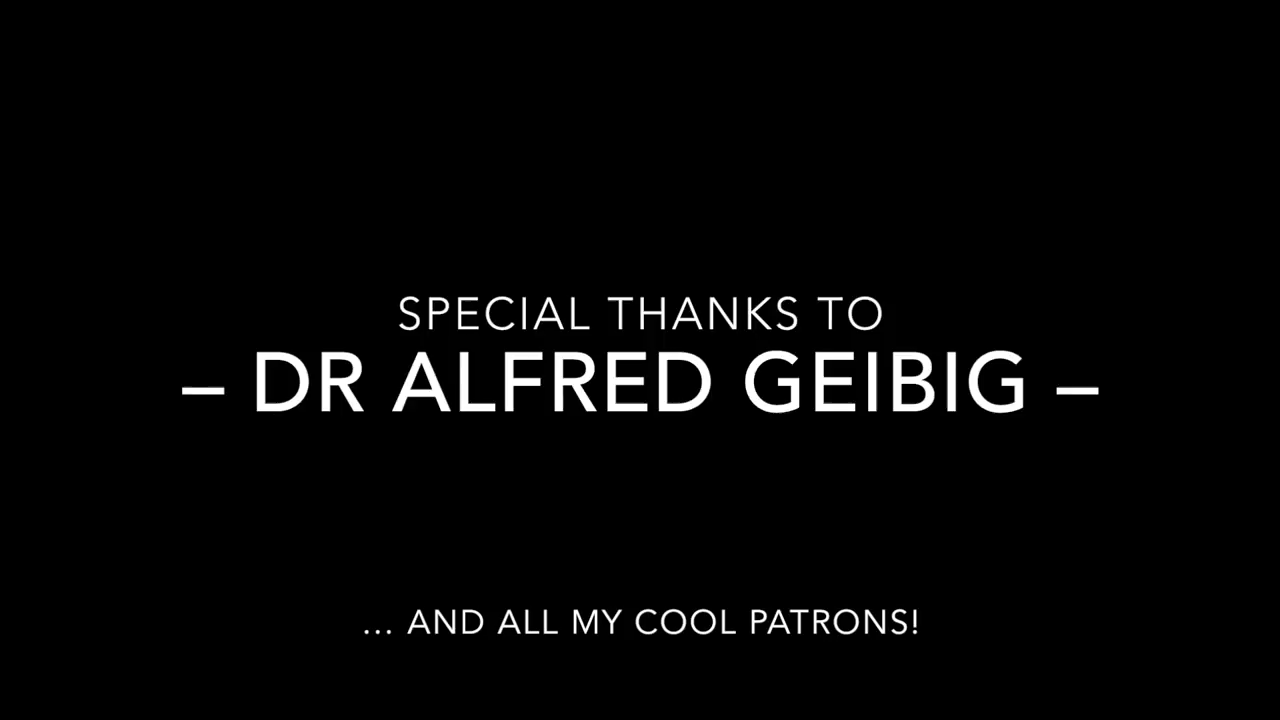 SPECIAL THANKS TO
– DR ALFRED GEIBIG –
... AND ALL MY COOL PATRONS!